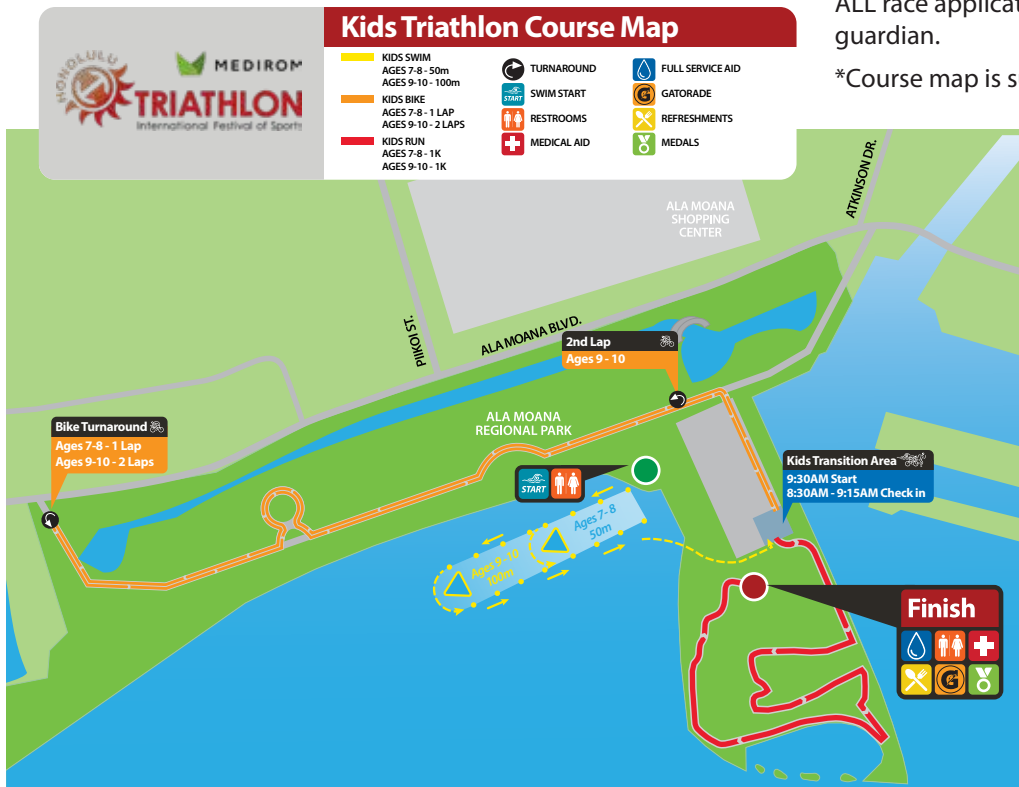 ALL race applicat
guardian.
*Course map is s
HONOLULU
MEDIROM
TRIATHLON
International Festival of Sports
Kids Triathlon Course Map
KIDS SWIM
AGES 7-8 - 50m
AGES 9-10 - 100m
KIDS BIKE
AGES 7-8 - 1 LAP
AGES 9-10 - 2 LAPS
KIDS RUN
AGES 7-8 - 1K
AGES 9-10 - 1K
TURNAROUND
START
SWIM START
RESTROOMS
MEDICAL AID
FULL SERVICE AID
G
GATORADE
REFRESHMENTS
MEDALS
ALA MOANA
SHOPPING
CENTER
ATKINSON DR.
PIIKOI ST.
ALA MOANA BLVD.
2nd Lap
Ages 9 - 10
ALA MOANA
REGIONAL PARK
Bike Turnaround
Ages 7-8 - 1 Lap
Ages 9-10 - 2 Laps
START
Kids Transition Area
9:30AM Start
8:30AM - 9:15AM Check in
Ages 7- 8
50m
Ages 9 - 10
100m
Finish
G